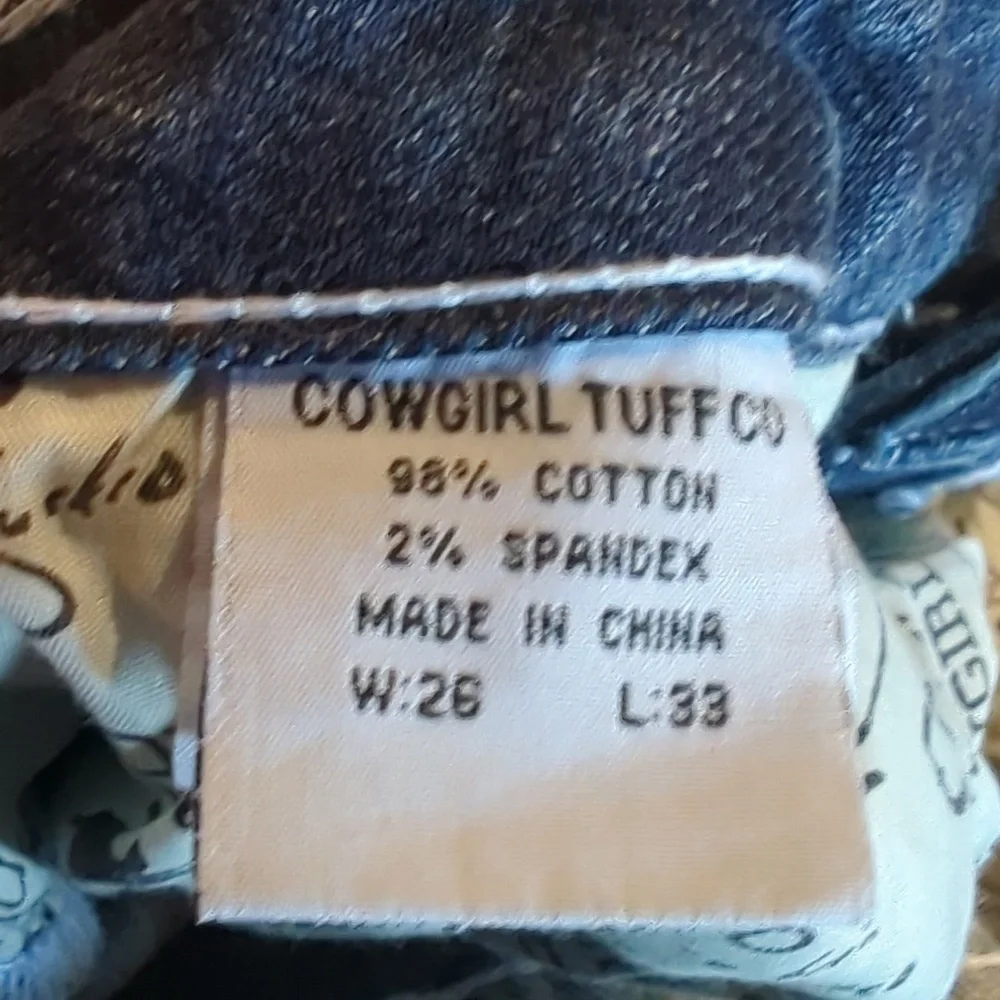 COWGIRL TUFF CO
98% COTTON
2% SPANDEX
MADE IN CHINA
W:26 L:33